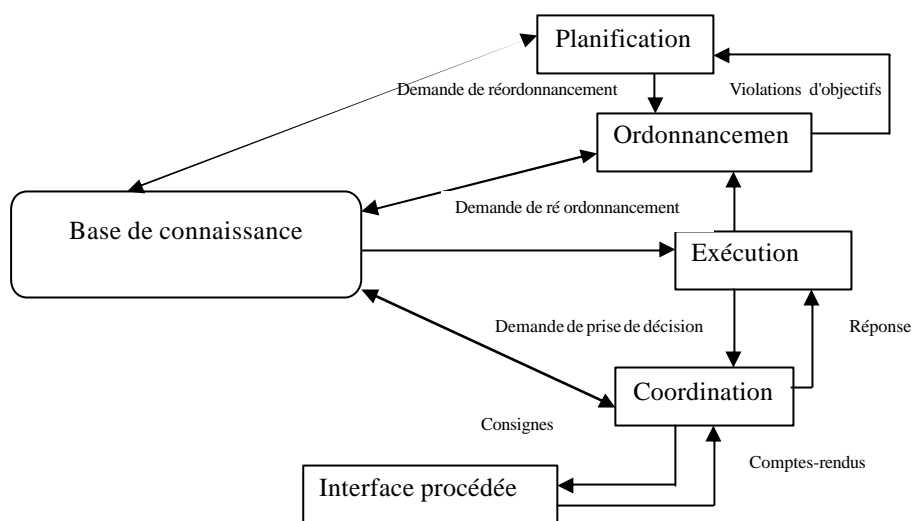 Planification
Demande de réordonnancement
Violations d'objectifs
Ordonnancemen
Demande de ré ordonnancement
Base de connaissance
Exécution
Demande de prise de décision
Réponse
Coordination
Consignes
Comptes-rendus
Interface procédée